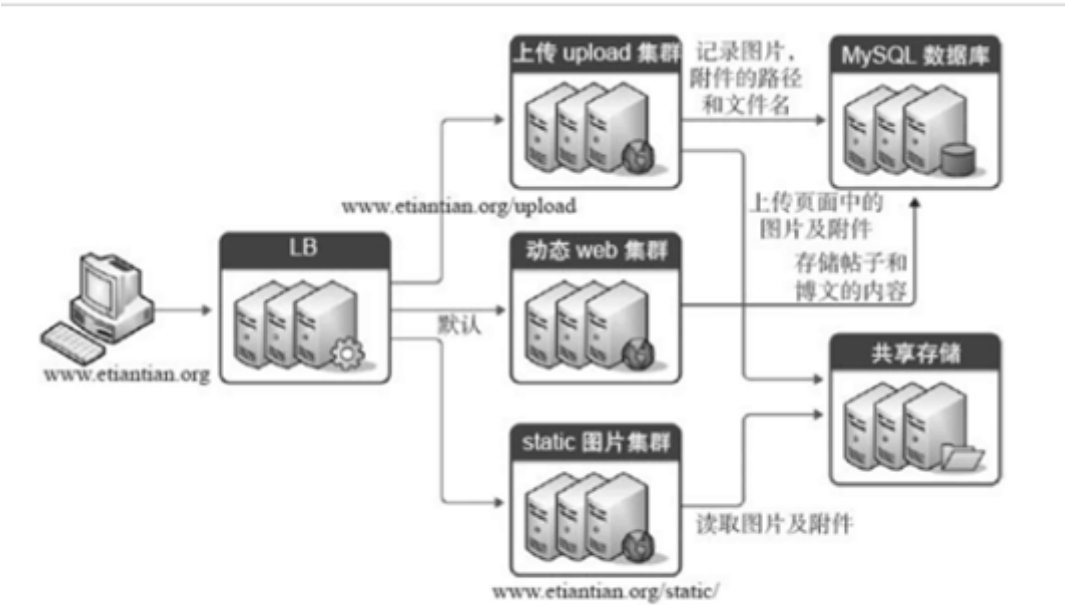 上传 upload 集群
记录图片，
附件的路径
和文件名
MySQL 数据库
www.etiantian.org/upload
上传页面中的
图片及附件
LB
动态 web 集群
存储帖子和
博文的内容
默认
www.etiantian.org
共享存储
static 图片集群
读取图片及附件
www.etiantian.org/static/